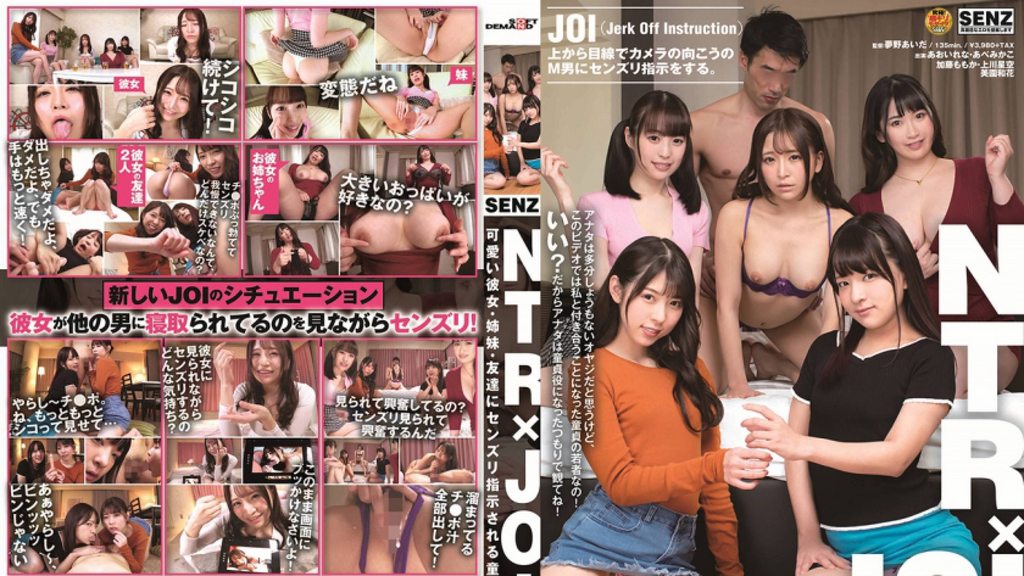 彼女
シコシコ
続けて!
変態だね
妹
出しちゃダメだよ、
ダメだよ、でも
手はもっと速く!
彼女の友達
2人
彼女の
お姉ちゃん
大きいおっぱいが
好きなの?
新しいJOIのシチュエーション
彼女が他の男に寝取られてるのを見ながらセンズリ!
やらし〜チ●ポ。
やねもっともっと
シコって見せて…
彼女に
見られながら
センズリするの
どんな気持ち?
見られて興奮してるの?
センズリ見られて
興奮するんだ
ああやらし〜。
ビンッッッ
ビンじゃない
このまま画面に
ブッかけなさいよ!
溜まってる
チ●ポ汁
全部出して!
SOFT ON DEMAND
SENZ
NTR×JOI
可愛い彼女・姉妹・友達にセンズリ指示される童
JOI (Jerk Off Instruction)
上から目線でカメラの向こうの
M男にセンズリ指示をする。
SENZ
監督 夢野あいだ/135min./¥3,980+TAX
出演 あおいれな・あべみかこ
加藤ももか・上川星空
美園和花
アナタは多分しょうもないオヤジだと思うけど、
このビデオでは私と付き合うことになった童貞の若者なの!
いい?だからアナタは童貞役になったつもりで観てね!
NTR×
JOI